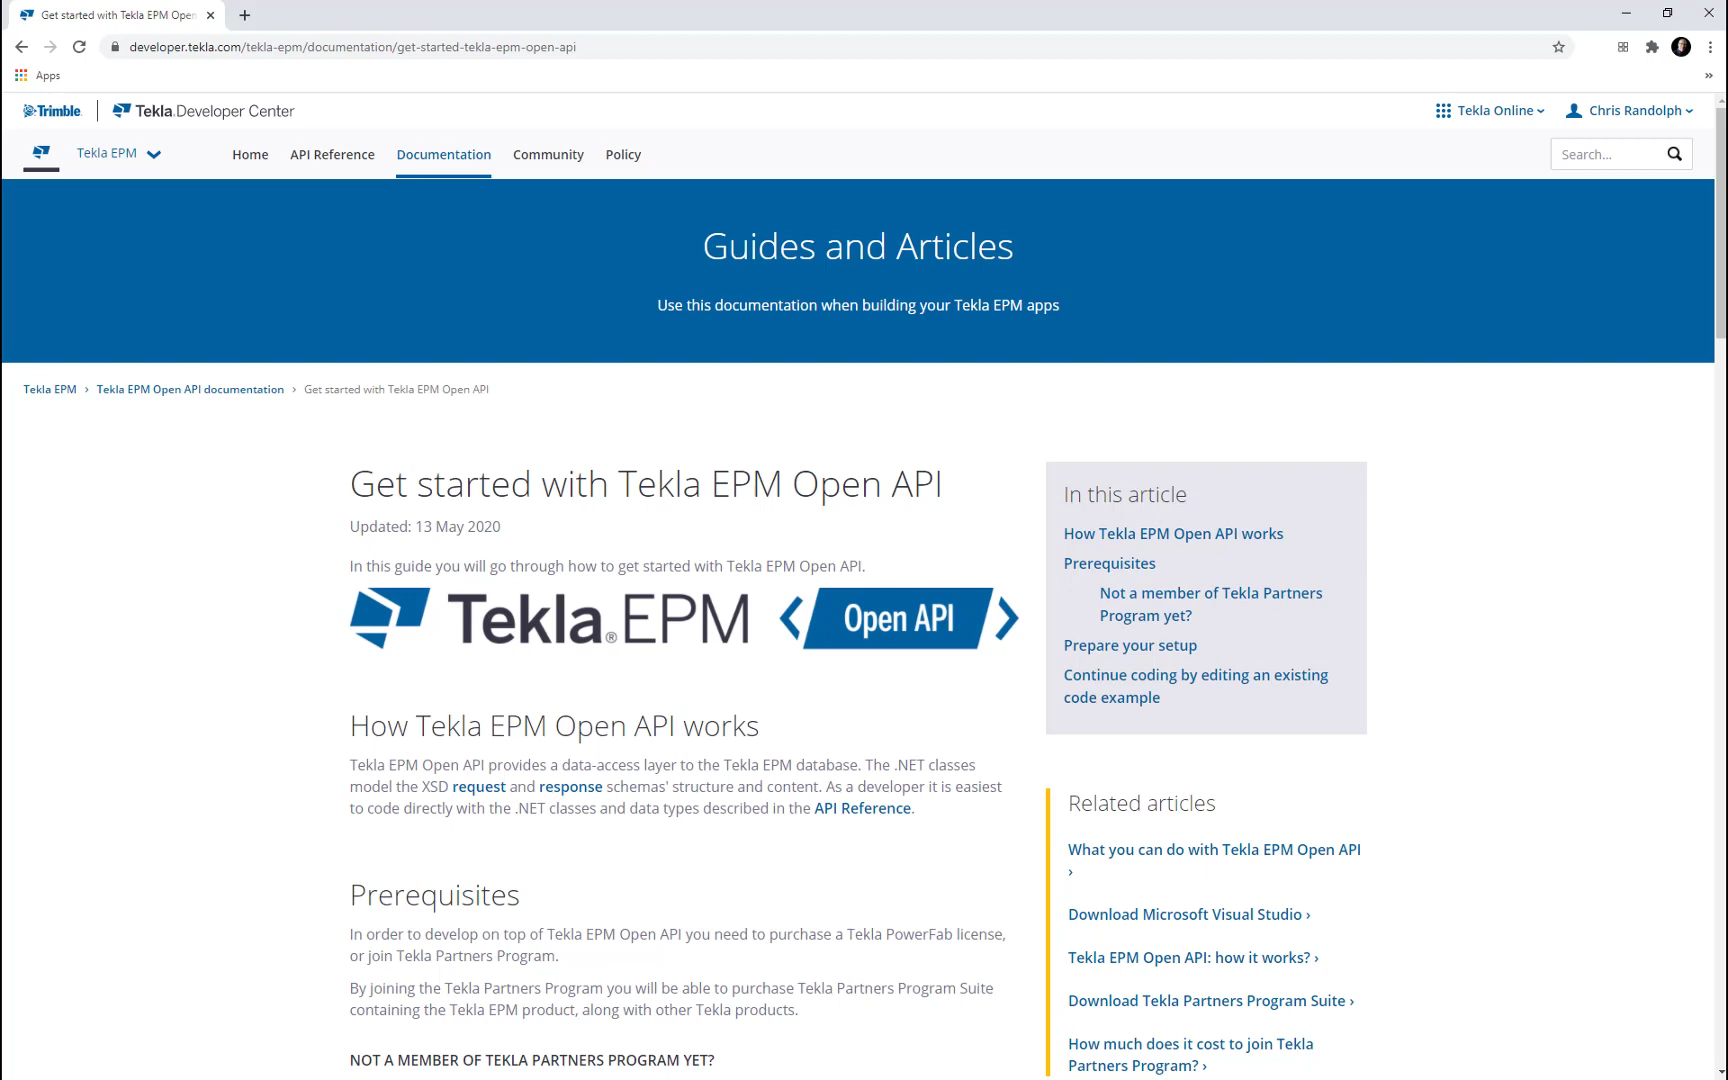 Get started with Tekla EPM Open
developer.tekla.com/tekla-epm/documentation/get-started-tekla-epm-open-api
Apps
Trimble
Tekla Developer Center
Tekla Online
Chris Randolph
Tekla EPM
Home
API Reference
Documentation
Community
Policy
Search...
Guides and Articles
Use this documentation when building your Tekla EPM apps
Tekla EPM › Tekla EPM Open API documentation › Get started with Tekla EPM Open API
Get started with Tekla EPM Open API
Updated: 13 May 2020
In this guide you will go through how to get started with Tekla EPM Open API.
Tekla® EPM
<Open API>
How Tekla EPM Open API works
Tekla EPM Open API provides a data-access layer to the Tekla EPM database. The .NET classes
model the XSD request and response schemas' structure and content. As a developer it is easiest
to code directly with the .NET classes and data types described in the API Reference.
Prerequisites
In order to develop on top of Tekla EPM Open API you need to purchase a Tekla PowerFab license,
or join Tekla Partners Program.
By joining the Tekla Partners Program you will be able to purchase Tekla Partners Program Suite
containing the Tekla EPM product, along with other Tekla products.
NOT A MEMBER OF TEKLA PARTNERS PROGRAM YET?
In this article
How Tekla EPM Open API works
Prerequisites
Not a member of Tekla Partners
Program yet?
Prepare your setup
Continue coding by editing an existing
code example
Related articles
What you can do with Tekla EPM Open API
›
Download Microsoft Visual Studio ›
Tekla EPM Open API: how it works? ›
Download Tekla Partners Program Suite ›
How much does it cost to join Tekla
Partners Program? ›